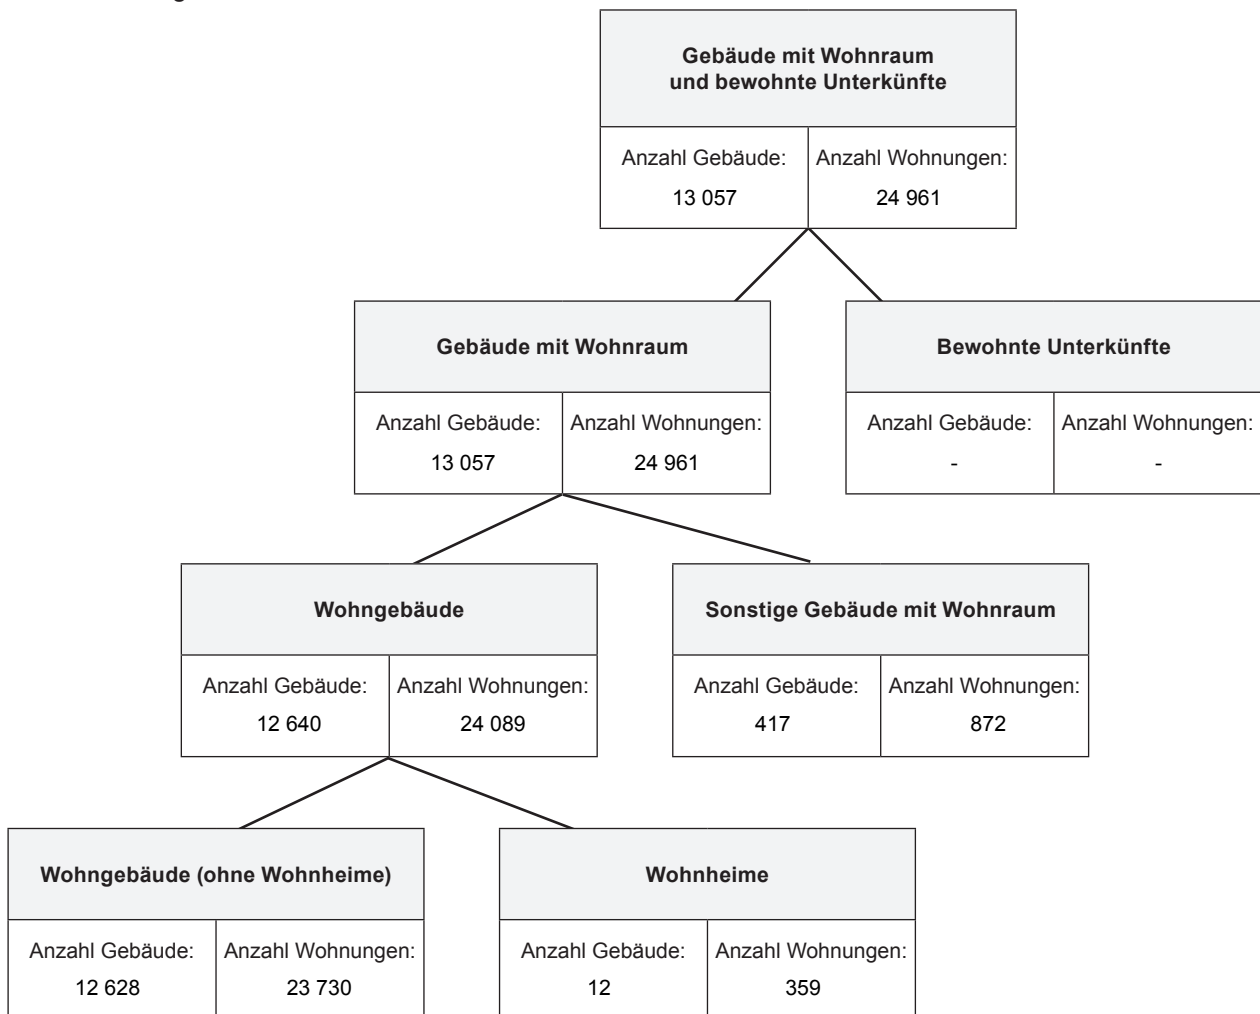 Gebäude mit Wohnraum
und bewohnte Unterkünfte
Anzahl Gebäude: Anzahl Wohnungen:
13 057 24 961
Gebäude mit Wohnraum
Bewohnte Unterkünfte
Anzahl Gebäude: Anzahl Wohnungen:
13 057 24 961
Anzahl Gebäude: Anzahl Wohnungen:
- -
Wohngebäude
Sonstige Gebäude mit Wohnraum
Anzahl Gebäude: Anzahl Wohnungen:
12 640 24 089
Anzahl Gebäude: Anzahl Wohnungen:
417 872
Wohngebäude (ohne Wohnheime)
Wohnheime
Anzahl Gebäude: Anzahl Wohnungen:
12 628 23 730
Anzahl Gebäude: Anzahl Wohnungen:
12 359